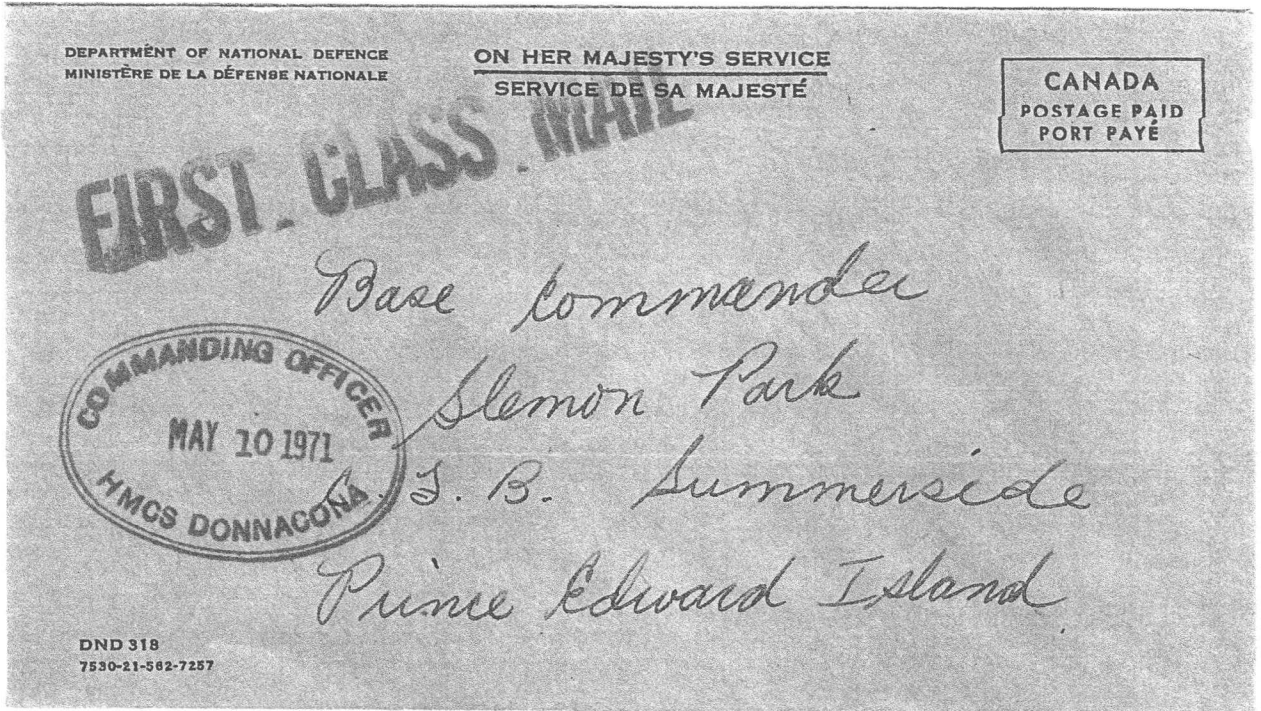 DEPARTMENT OF NATIONAL DEFENCE
MINISTÈRE DE LA DÉFENSE NATIONALE
ON HER MAJESTY'S SERVICE
SERVICE DE SA MAJESTÉ
CANADA
POSTAGE PAID
PORT PAYÉ
FIRST CLASS MAIL
Base Commander
Slemon Park
C. F. B. Summerside
Prince Edward Island
COMMANDING OFFICER
MAY 10 1971
HMCS DONNACONA
DND 318
7530-21-562-7257